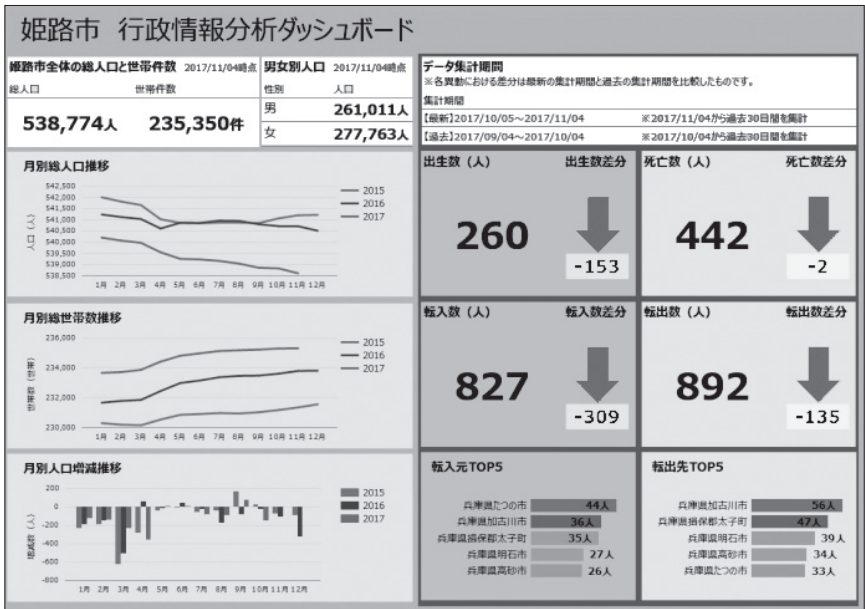 姫路市 行政情報分析ダッシュボード
姫路市全体の総人口と世帯件数 2017/11/04時点
総人口 世帯件数
538,774人 235,350件
男女別人口 2017/11/04時点
性別 人口
男 261,011人
女 277,763人
データ集計期間
※各異動における差分は最新の集計期間と過去の集計期間を比較したものです。
集計期間
【最新】2017/10/05～2017/11/04 ※2017/11/04から過去30日間を集計
【過去】2017/09/04～2017/10/04 ※2017/10/04から過去30日間を集計
月別総人口推移
542,500
542,000
541,500
541,000
540,500
540,000
539,500
539,000
538,500
人口（人）
1月 2月 3月 4月 5月 6月 7月 8月 9月 10月 11月 12月
2015
2016
2017
月別総世帯数推移
236,000
234,000
232,000
230,000
世帯数（世帯）
1月 2月 3月 4月 5月 6月 7月 8月 9月 10月 11月 12月
2015
2016
2017
月別人口増減推移
200
0
-200
-400
-600
-800
増減数（人）
1月 2月 3月 4月 5月 6月 7月 8月 9月 10月 11月 12月
2015
2016
2017
出生数（人） 出生数差分
260
-153
死亡数（人） 死亡数差分
442
-2
転入数（人） 転入数差分
827
-309
転出数（人） 転出数差分
892
-135
転入元TOP5
兵庫県たつの市 44人
兵庫県加古川市 36人
兵庫県揖保郡太子町 35人
兵庫県明石市 27人
兵庫県高砂市 26人
転出先TOP5
兵庫県加古川市 56人
兵庫県揖保郡太子町 47人
兵庫県明石市 39人
兵庫県高砂市 34人
兵庫県たつの市 33人